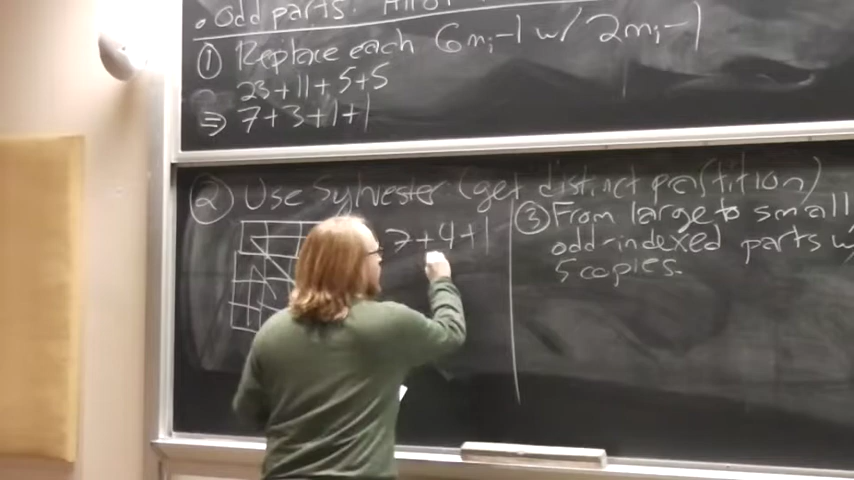 • Odd parts:
① Replace each 6mᵢ-1 w/ 2mᵢ-1
23+11+5+5
⇒ 7+3+1+1
② Use Sylvester (get distinct partition)
7+4+1
③ From large to small,
odd-indexed parts w/
5 copies.